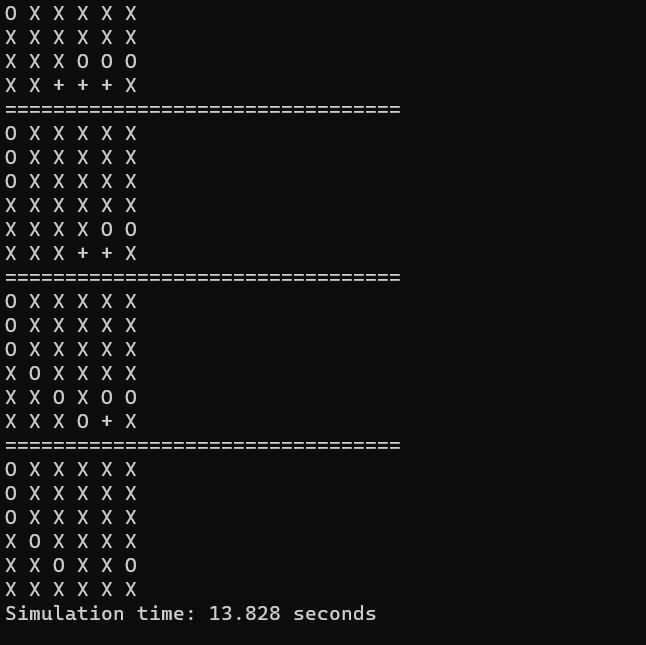 O X X X X X
X X X X X X
X X X O O O
X X + + + X
=================================
O X X X X X
O X X X X X
O X X X X X
X X X X X X
X X X X O O
X X X + + X
=================================
O X X X X X
O X X X X X
O X X X X X
X O X X X X
X X O X O O
X X X O + X
=================================
O X X X X X
O X X X X X
O X X X X X
X O X X X X
X X O X X O
X X X X X X
Simulation time: 13.828 seconds